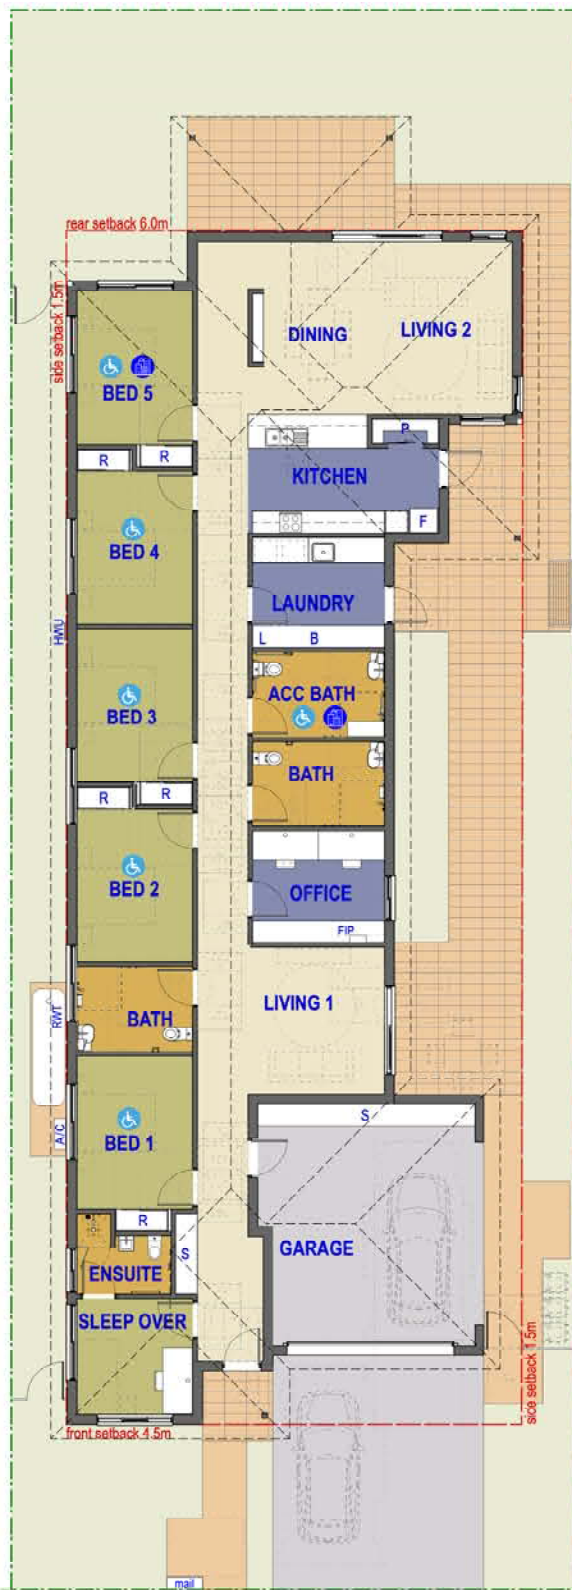 rear setback 6.0m
side setback 1.5m
DINING
LIVING 2
BED 5
P
R
R
KITCHEN
F
BED 4
LAUNDRY
HWU
L
B
ACC BATH
BED 3
BATH
R
R
BED 2
OFFICE
FIP
RWT
BATH
LIVING 1
A/C
BED 1
S
R
S
GARAGE
ENSUITE
SLEEP OVER
side setback 1.5m
front setback 4.5m
mail